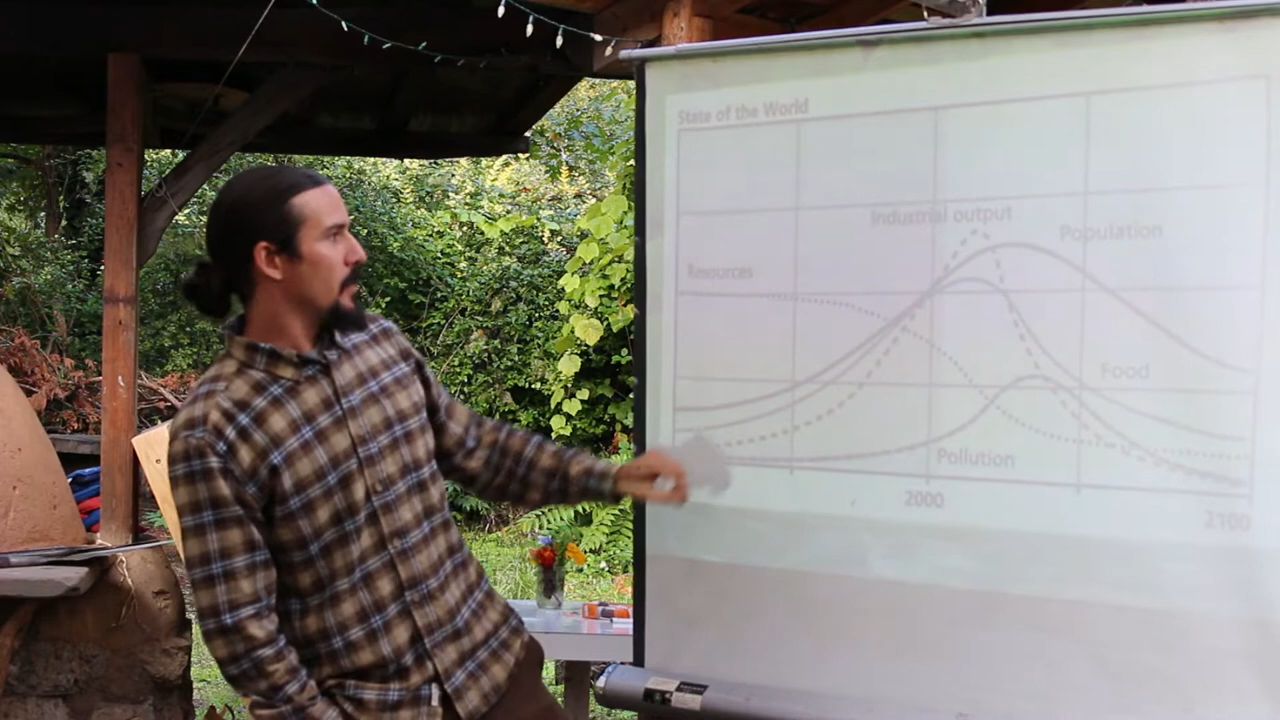 State of the World
Industrial output
Population
Resources
Food
Pollution
2000
2100